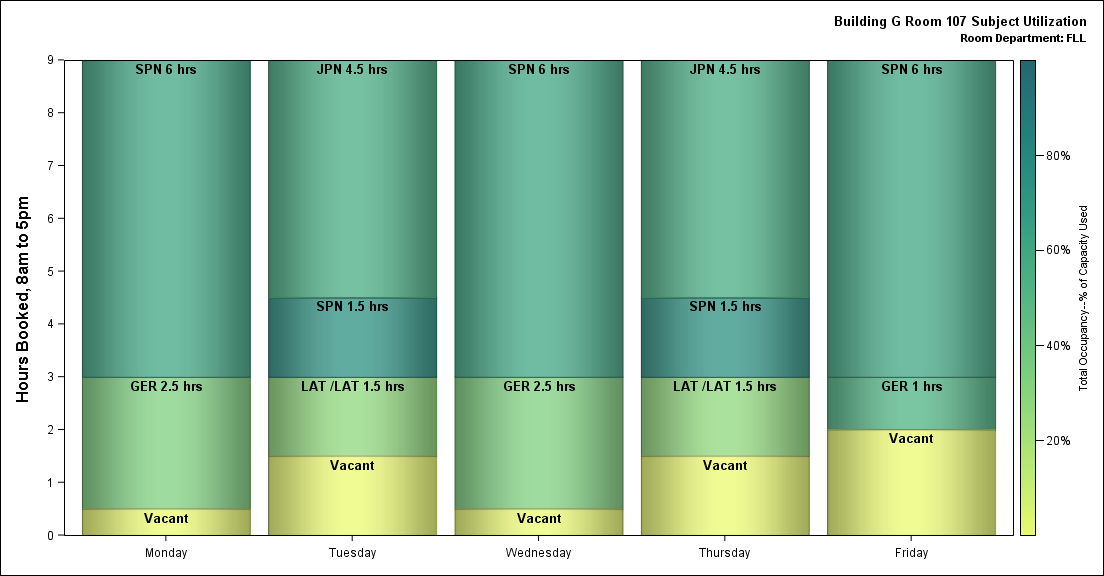 Building G Room 107 Subject Utilization
Room Department: FLL
Hours Booked, 8am to 5pm
9
8
7
6
5
4
3
2
1
0
SPN 6 hrs
GER 2.5 hrs
Vacant
JPN 4.5 hrs
SPN 1.5 hrs
LAT /LAT 1.5 hrs
Vacant
SPN 6 hrs
GER 2.5 hrs
Vacant
JPN 4.5 hrs
SPN 1.5 hrs
LAT /LAT 1.5 hrs
Vacant
SPN 6 hrs
GER 1 hrs
Vacant
Monday
Tuesday
Wednesday
Thursday
Friday
80%
60%
40%
20%
Total Occupancy--% of Capacity Used